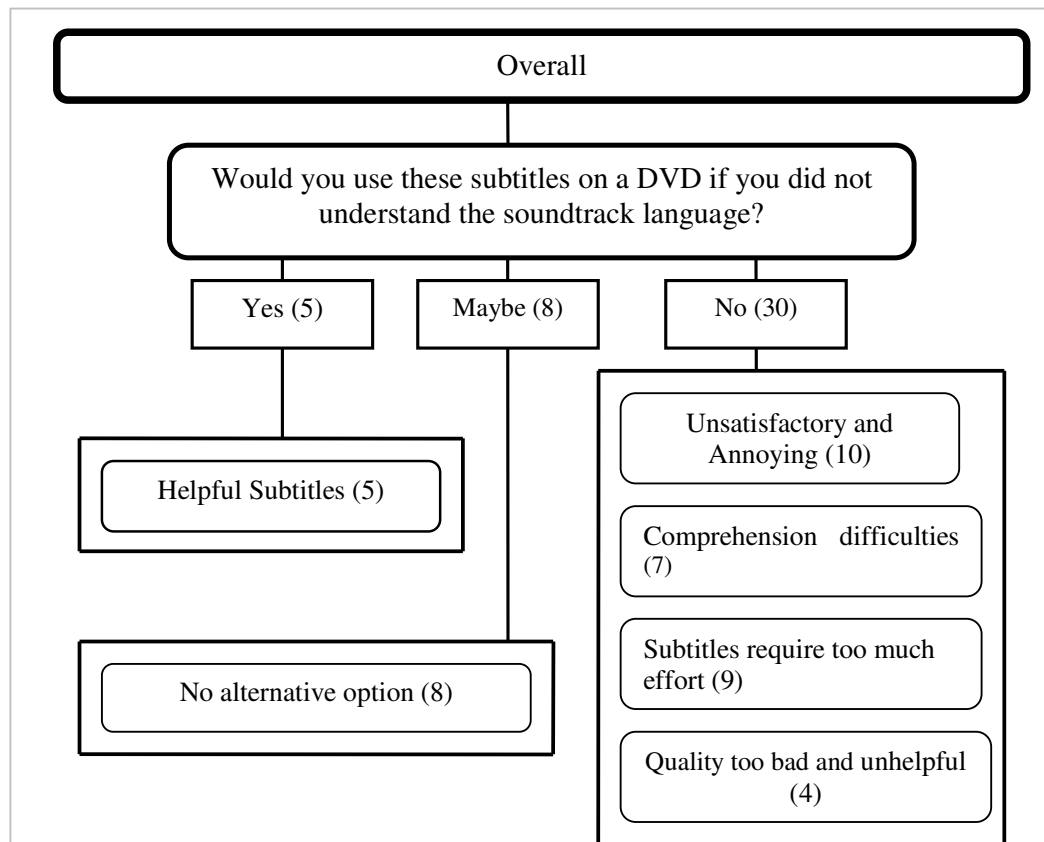 Overall
Would you use these subtitles on a DVD if you did not
understand the soundtrack language?
Yes (5)
Maybe (8)
No (30)
Unsatisfactory and
Annoying (10)
Helpful Subtitles (5)
Comprehension difficulties
(7)
Subtitles require too much
effort (9)
No alternative option (8)
Quality too bad and unhelpful
(4)